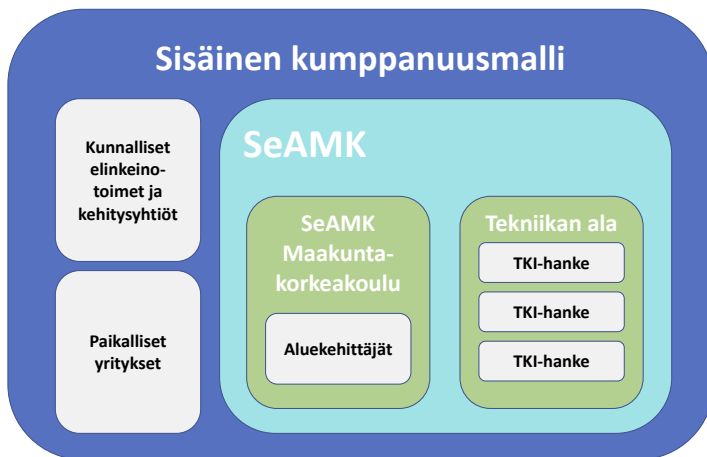 Sisäinen kumppanuusmalli
Kunnalliset
elinkeino-
toimet ja
kehitysyhtiöt
Paikalliset
yritykset
SeAMK
SeAMK
Maakunta-
korkeakoulu
Aluekehittäjät
Tekniikan ala
TKI-hanke
TKI-hanke
TKI-hanke